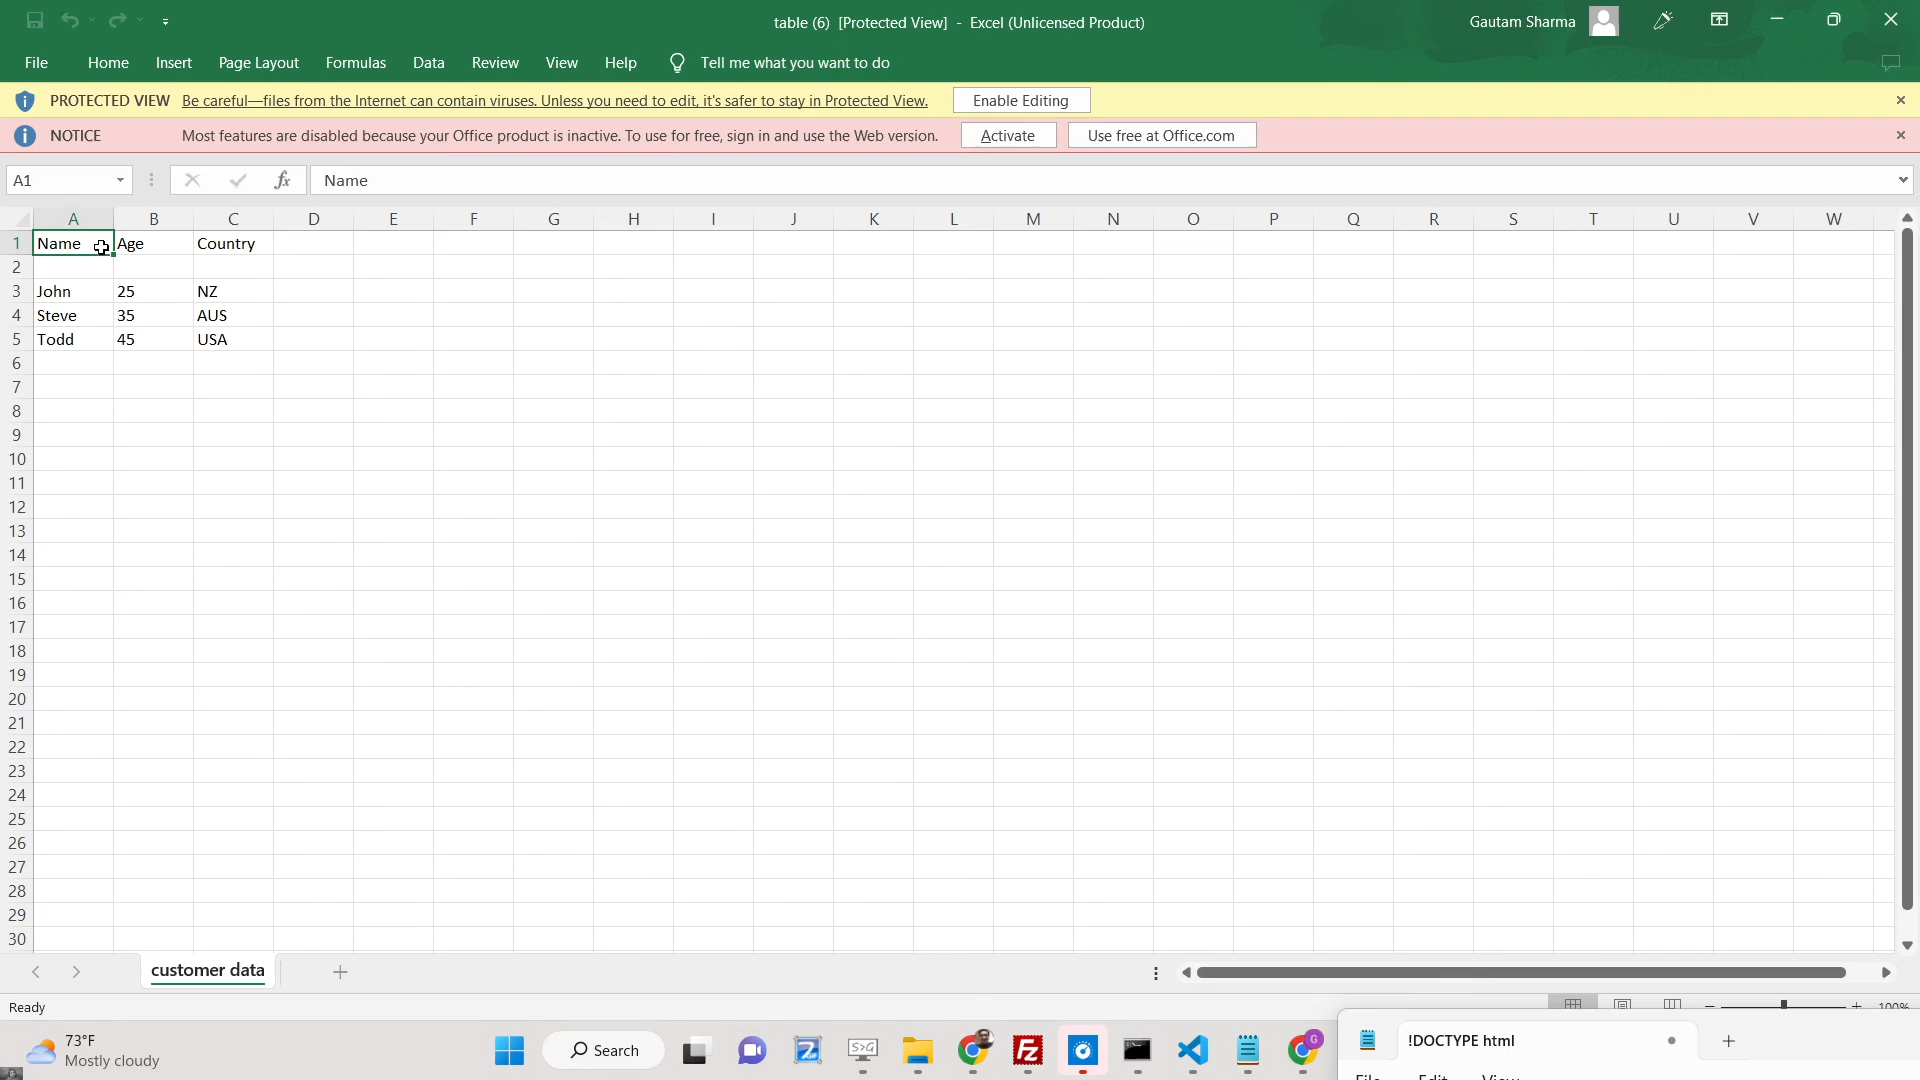 table (6) [Protected View] - Excel (Unlicensed Product) Gautam Sharma
File Home Insert Page Layout Formulas Data Review View Help Tell me what you want to do
PROTECTED VIEW Be careful—files from the Internet can contain viruses. Unless you need to edit, it's safer to stay in Protected View. Enable Editing
NOTICE Most features are disabled because your Office product is inactive. To use for free, sign in and use the Web version. Activate Use free at Office.com
A1 fx Name
A B C D E F G H I J K L M N O P Q R S T U V W
1 Name Age Country
2
3 John 25 NZ
4 Steve 35 AUS
5 Todd 45 USA
6
7
8
9
10
11
12
13
14
15
16
17
18
19
20
21
22
23
24
25
26
27
28
29
30
customer data
Ready 100%
73°F
Mostly cloudy
Search
!DOCTYPE html
File Edit View